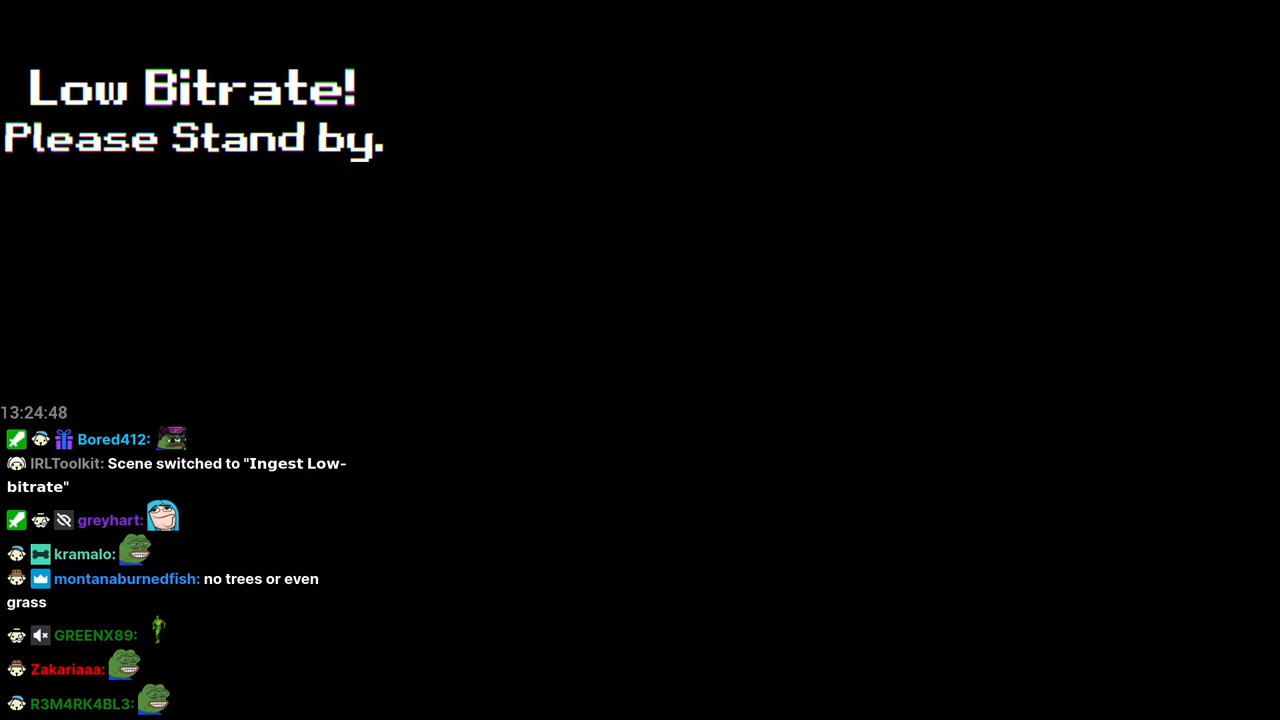 Low Bitrate!
Please Stand by.
13:24:48
Bored412:
IRLToolkit: Scene switched to "Ingest Low-
bitrate"
greyhart:
kramalo:
montanaburnedfish: no trees or even
grass
GREENX89:
Zakariaaa:
R3M4RK4BL3: